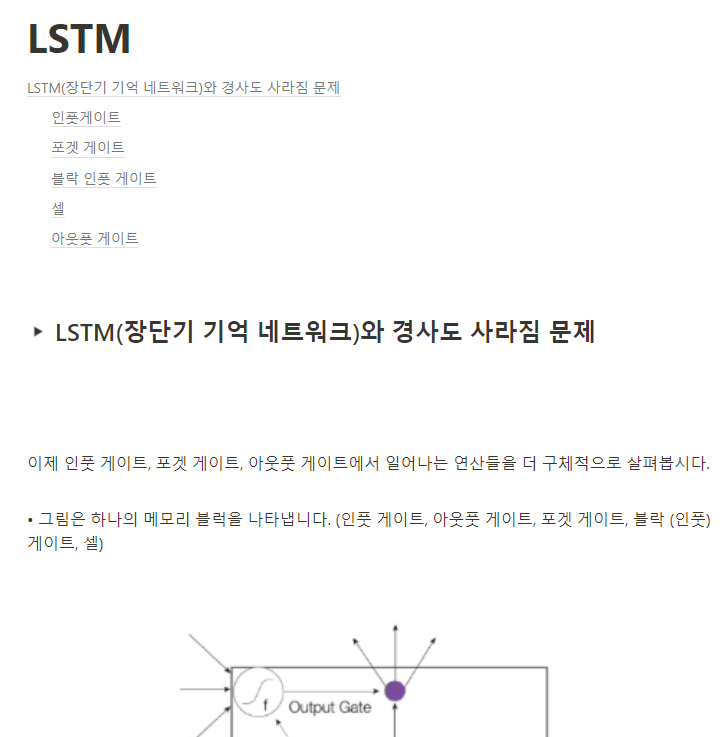 LSTM
LSTM(장단기 기억 네트워크)와 경사도 사라짐 문제
인풋게이트
포겟 게이트
블락 인풋 게이트
셀
아웃풋 게이트
LSTM(장단기 기억 네트워크)와 경사도 사라짐 문제
이제 인풋 게이트, 포겟 게이트, 아웃풋 게이트에서 일어나는 연산들을 더 구체적으로 살펴봅시다.
• 그림은 하나의 메모리 블럭을 나타냅니다. (인풋 게이트, 아웃풋 게이트, 포겟 게이트, 블락 (인풋)
게이트, 셀)
f
Output Gate